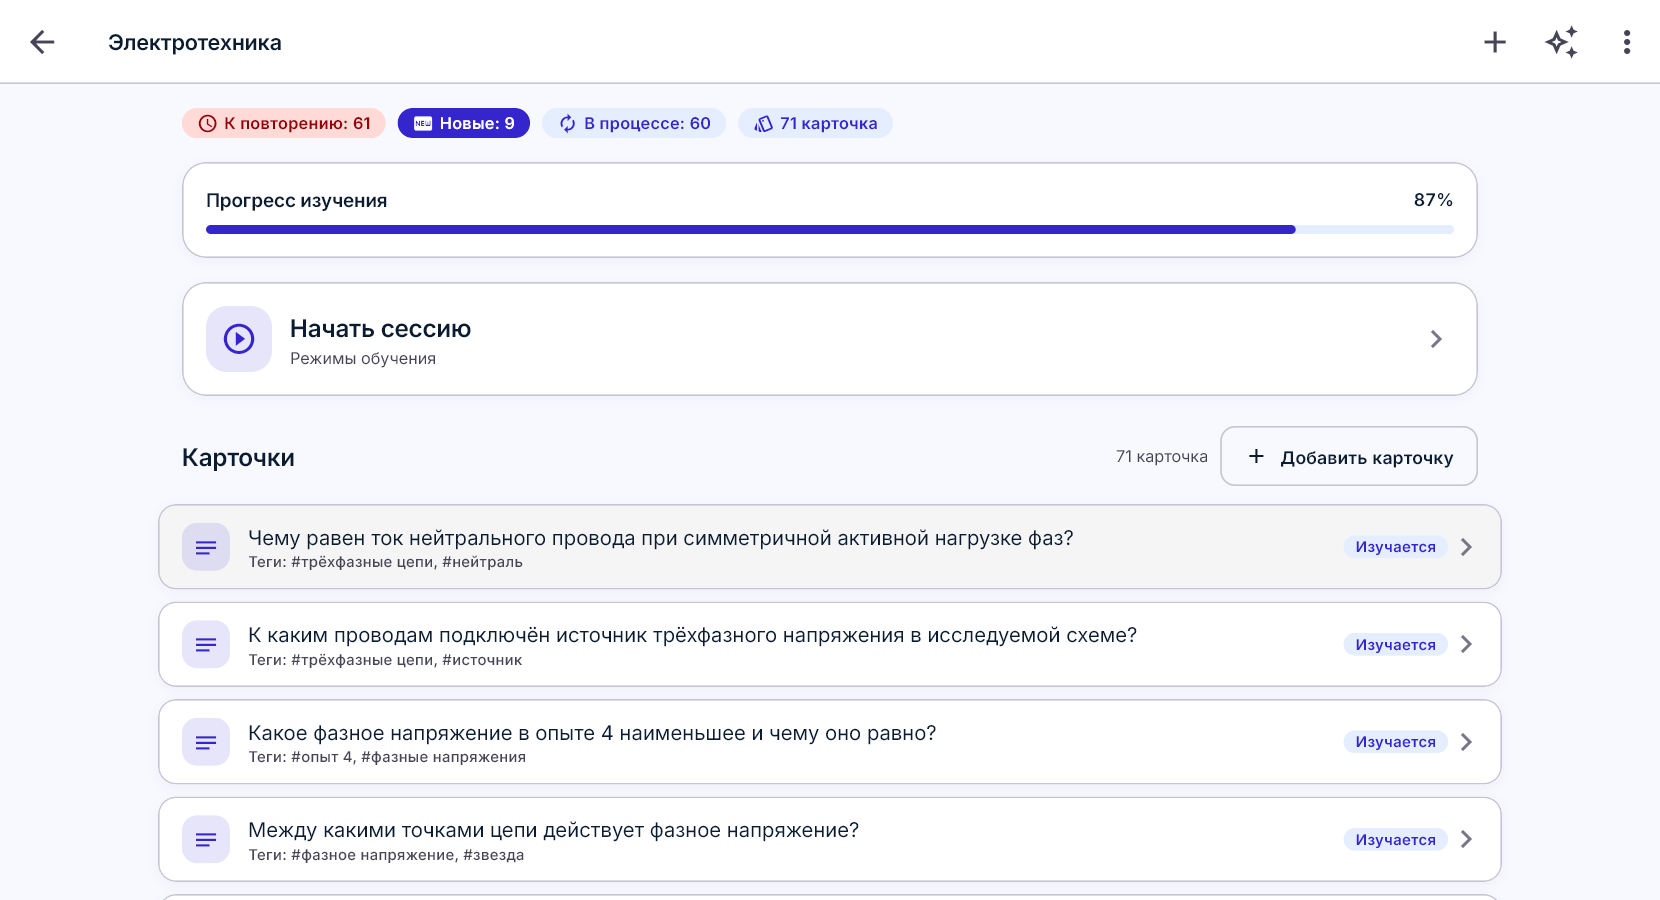 Электротехника
К повторению: 61
NEW Новые: 9
В процессе: 60
71 карточка
Прогресс изучения
87%
Начать сессию
Режимы обучения
Карточки
71 карточка
Добавить карточку
Чему равен ток нейтрального провода при симметричной активной нагрузке фаз?
Теги: #трёхфазные цепи, #нейтраль
Изучается
К каким проводам подключён источник трёхфазного напряжения в исследуемой схеме?
Теги: #трёхфазные цепи, #источник
Изучается
Какое фазное напряжение в опыте 4 наименьшее и чему оно равно?
Теги: #опыт 4, #фазные напряжения
Изучается
Между какими точками цепи действует фазное напряжение?
Теги: #фазное напряжение, #звезда
Изучается